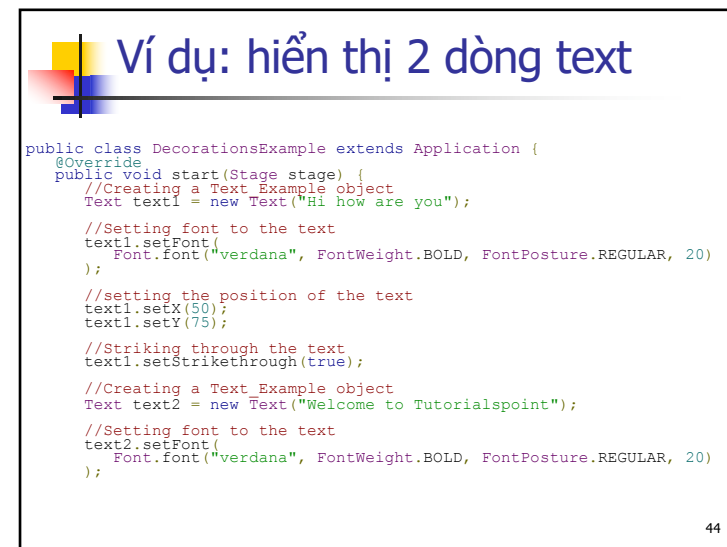 Ví dụ: hiển thị 2 dòng text
public class DecorationsExample extends Application {
@Override
public void start(Stage stage) {
//Creating a Text_Example object
Text text1 = new Text("Hi how are you");
//Setting font to the text
text1.setFont(
Font.font("verdana", FontWeight.BOLD, FontPosture.REGULAR, 20)
);
//setting the position of the text
text1.setX(50);
text1.setY(75);
//Striking through the text
text1.setStrikethrough(true);
//Creating a Text_Example object
Text text2 = new Text("Welcome to Tutorialspoint");
//Setting font to the text
text2.setFont(
Font.font("verdana", FontWeight.BOLD, FontPosture.REGULAR, 20)
);
44